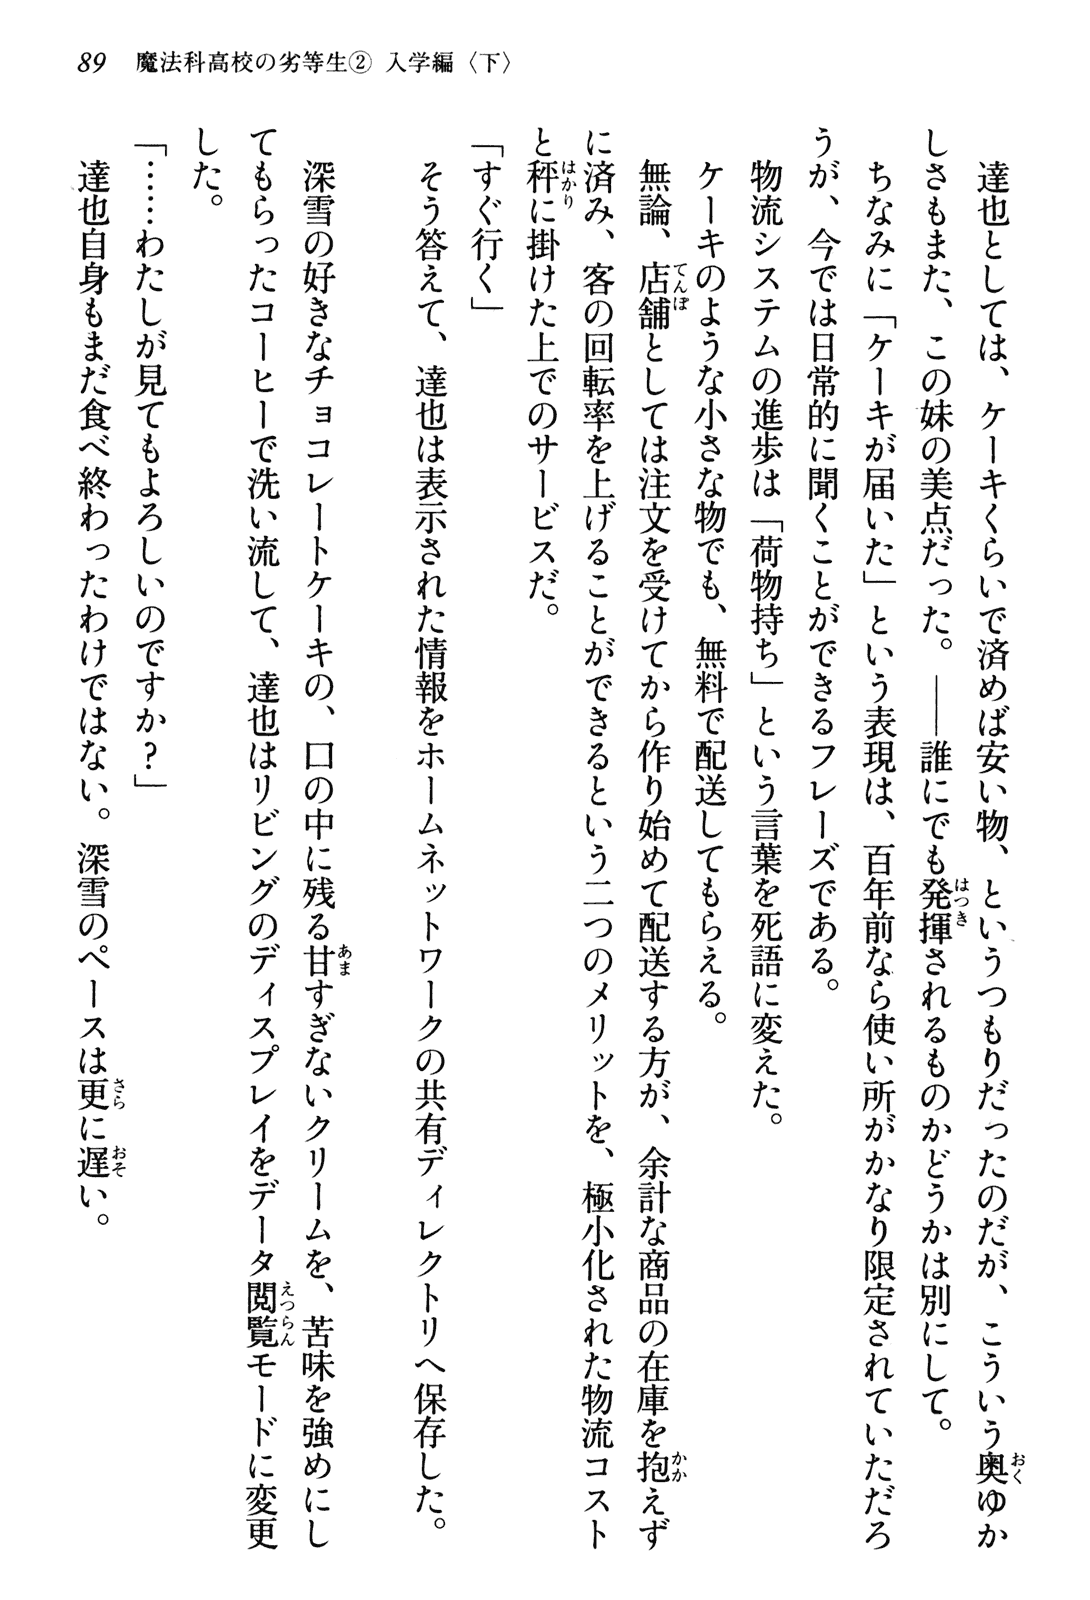 89 魔法科高校の劣等生② 入学編〈下〉
達也としては、ケーキくらいで済めば安い物、というつもりだったのだが、こういう奥ゆか
しさもまた、この妹の美点だった。――誰にでも発揮されるものかどうかは別にして。
ちなみに「ケーキが届いた」という表現は、百年前なら使い所がかなり限定されていただろ
うが、今では日常的に聞くことができるフレーズである。
物流システムの進歩は「荷物持ち」という言葉を死語に変えた。
ケーキのような小さな物でも、無料で配送してもらえる。
無論、店舗としては注文を受けてから作り始めて配送する方が、余計な商品の在庫を抱えず
に済み、客の回転率を上げることができるという二つのメリットを、極小化された物流コスト
と秤に掛けた上でのサービスだ。
「すぐ行く」
そう答えて、達也は表示された情報をホームネットワークの共有ディレクトリへ保存した。
深雪の好きなチョコレートケーキの、口の中に残る甘すぎないクリームを、苦味を強めにし
てもらったコーヒーで洗い流して、達也はリビングのディスプレイをデータ閲覧モードに変更
した。
「……わたしが見てもよろしいのですか？」
達也自身もまだ食べ終わったわけではない。深雪のペースは更に遅い。